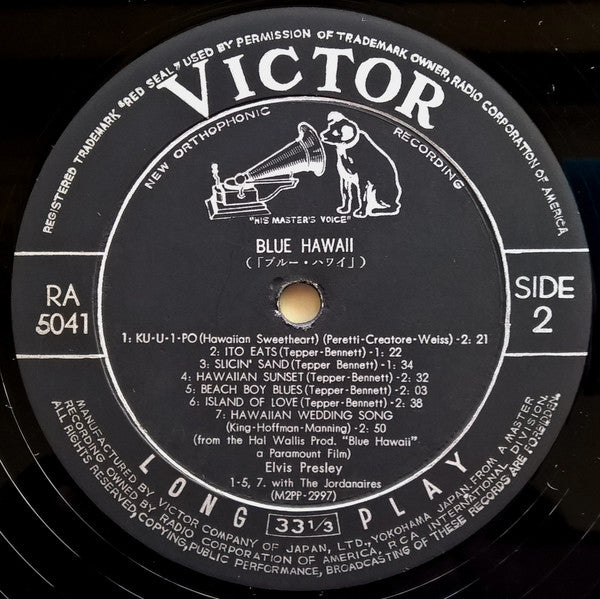 REGISTERED TRADEMARK "RED SEAL" USED BY PERMISSION OF TRADEMARK OWNER, RADIO CORPORATION OF AMERICA
VICTOR
NEW ORTHOPHONIC RECORDING
"HIS MASTER'S VOICE"
BLUE HAWAII
(「ブルー・ハワイ」)
RA
5041
SIDE
2
1: KU-U-1-PO (Hawaiian Sweetheart) (Peretti-Creatore-Weiss) -2: 21
2: ITO EATS (Tepper-Bennett) -1: 22
3: SLICIN' SAND (Tepper-Bennett) -1: 34
4: HAWAIIAN SUNSET (Tepper-Bennett) -2: 32
5: BEACH BOY BLUES (Tepper-Bennett) -2: 03
6: ISLAND OF LOVE (Tepper-Bennett) -2: 38
7: HAWAIIAN WEDDING SONG
(King-Hoffman-Manning) -2: 50
(from the Hal Wallis Prod. "Blue Hawaii"
a Paramount Film)
Elvis Presley
1-5, 7. with The Jordanaires
(M2PP-2997)
LONG 33 1/3 PLAY
MANUFACTURED BY VICTOR COMPANY OF JAPAN, LTD., YOKOHAMA JAPAN, FROM A MASTER
RECORDING OWNED BY RADIO CORPORATION OF AMERICA, RCA INTERNATIONAL DIVISION.
ALL RIGHTS RESERVED, COPYING, PUBLIC PERFORMANCE, BROADCASTING OF THESE RECORDS ARE FORBIDDEN.